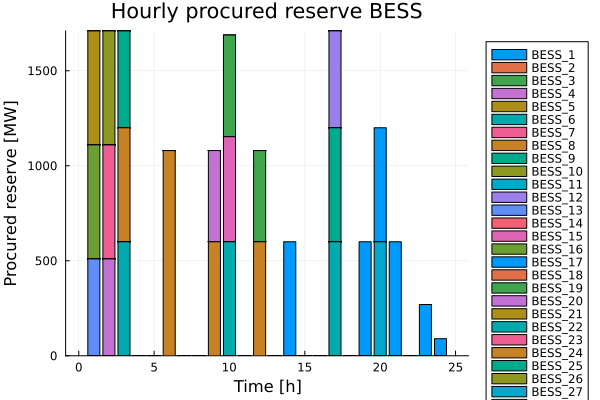 Hourly procured reserve BESS
Procured reserve [MW]
1500
1000
500
0
0 5 10 15 20 25
Time [h]
BESS_1
BESS_2
BESS_3
BESS_4
BESS_5
BESS_6
BESS_7
BESS_8
BESS_9
BESS_10
BESS_11
BESS_12
BESS_13
BESS_14
BESS_15
BESS_16
BESS_17
BESS_18
BESS_19
BESS_20
BESS_21
BESS_22
BESS_23
BESS_24
BESS_25
BESS_26
BESS_27